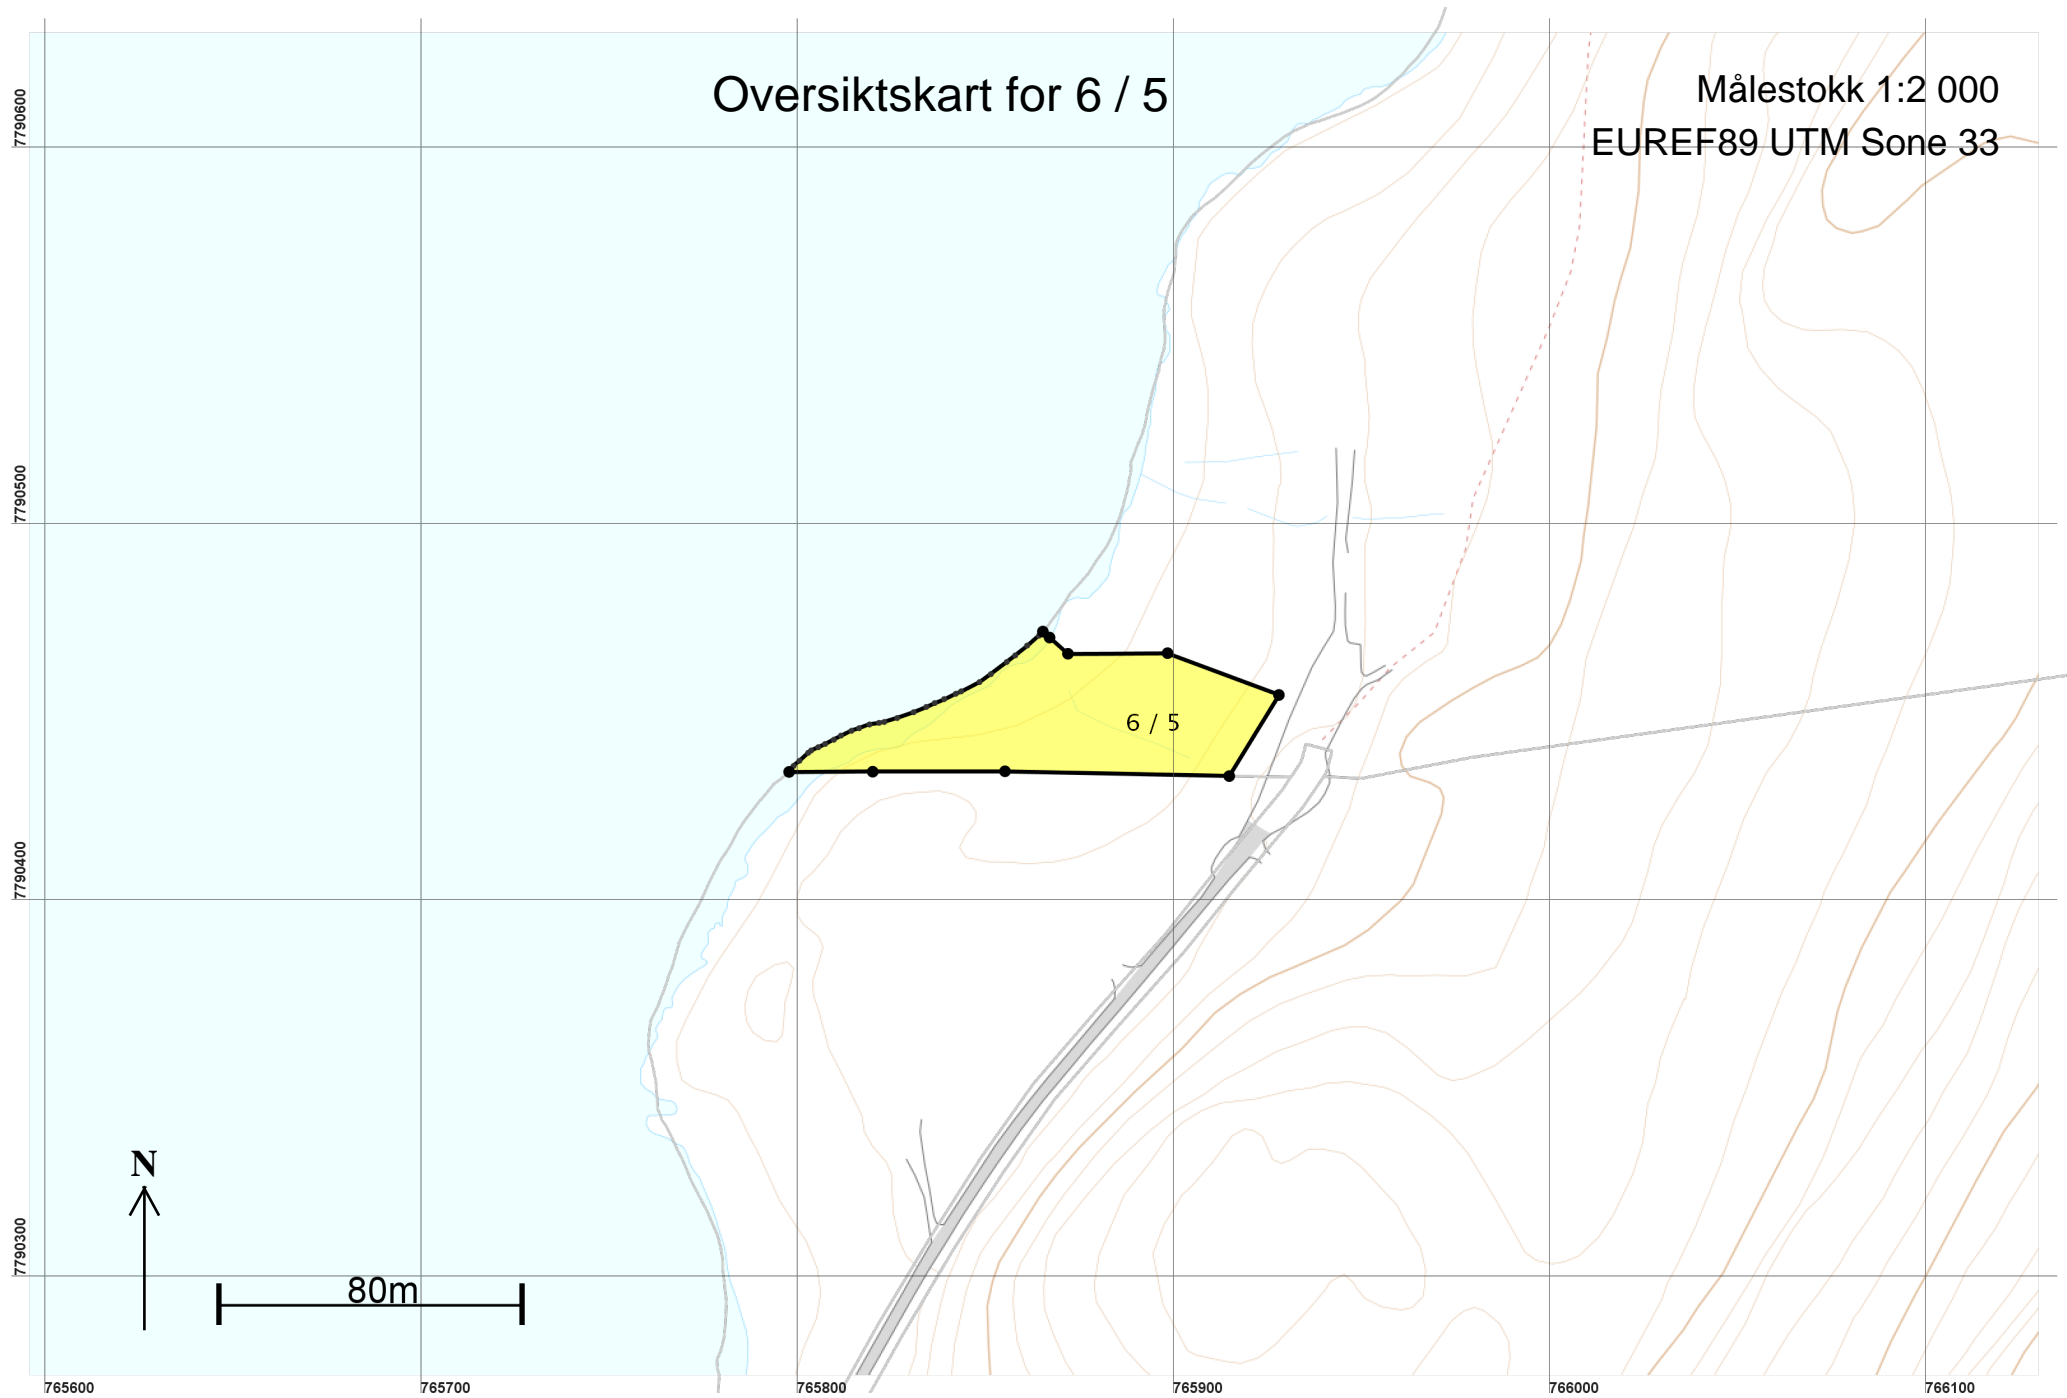 Oversiktskart for 6 / 5
Målestokk 1:2 000
EUREF89 UTM Sone 33
7790600
7790500
6 / 5
7790400
N
7790300
80m
765600
765700
765800
765900
766000
766100